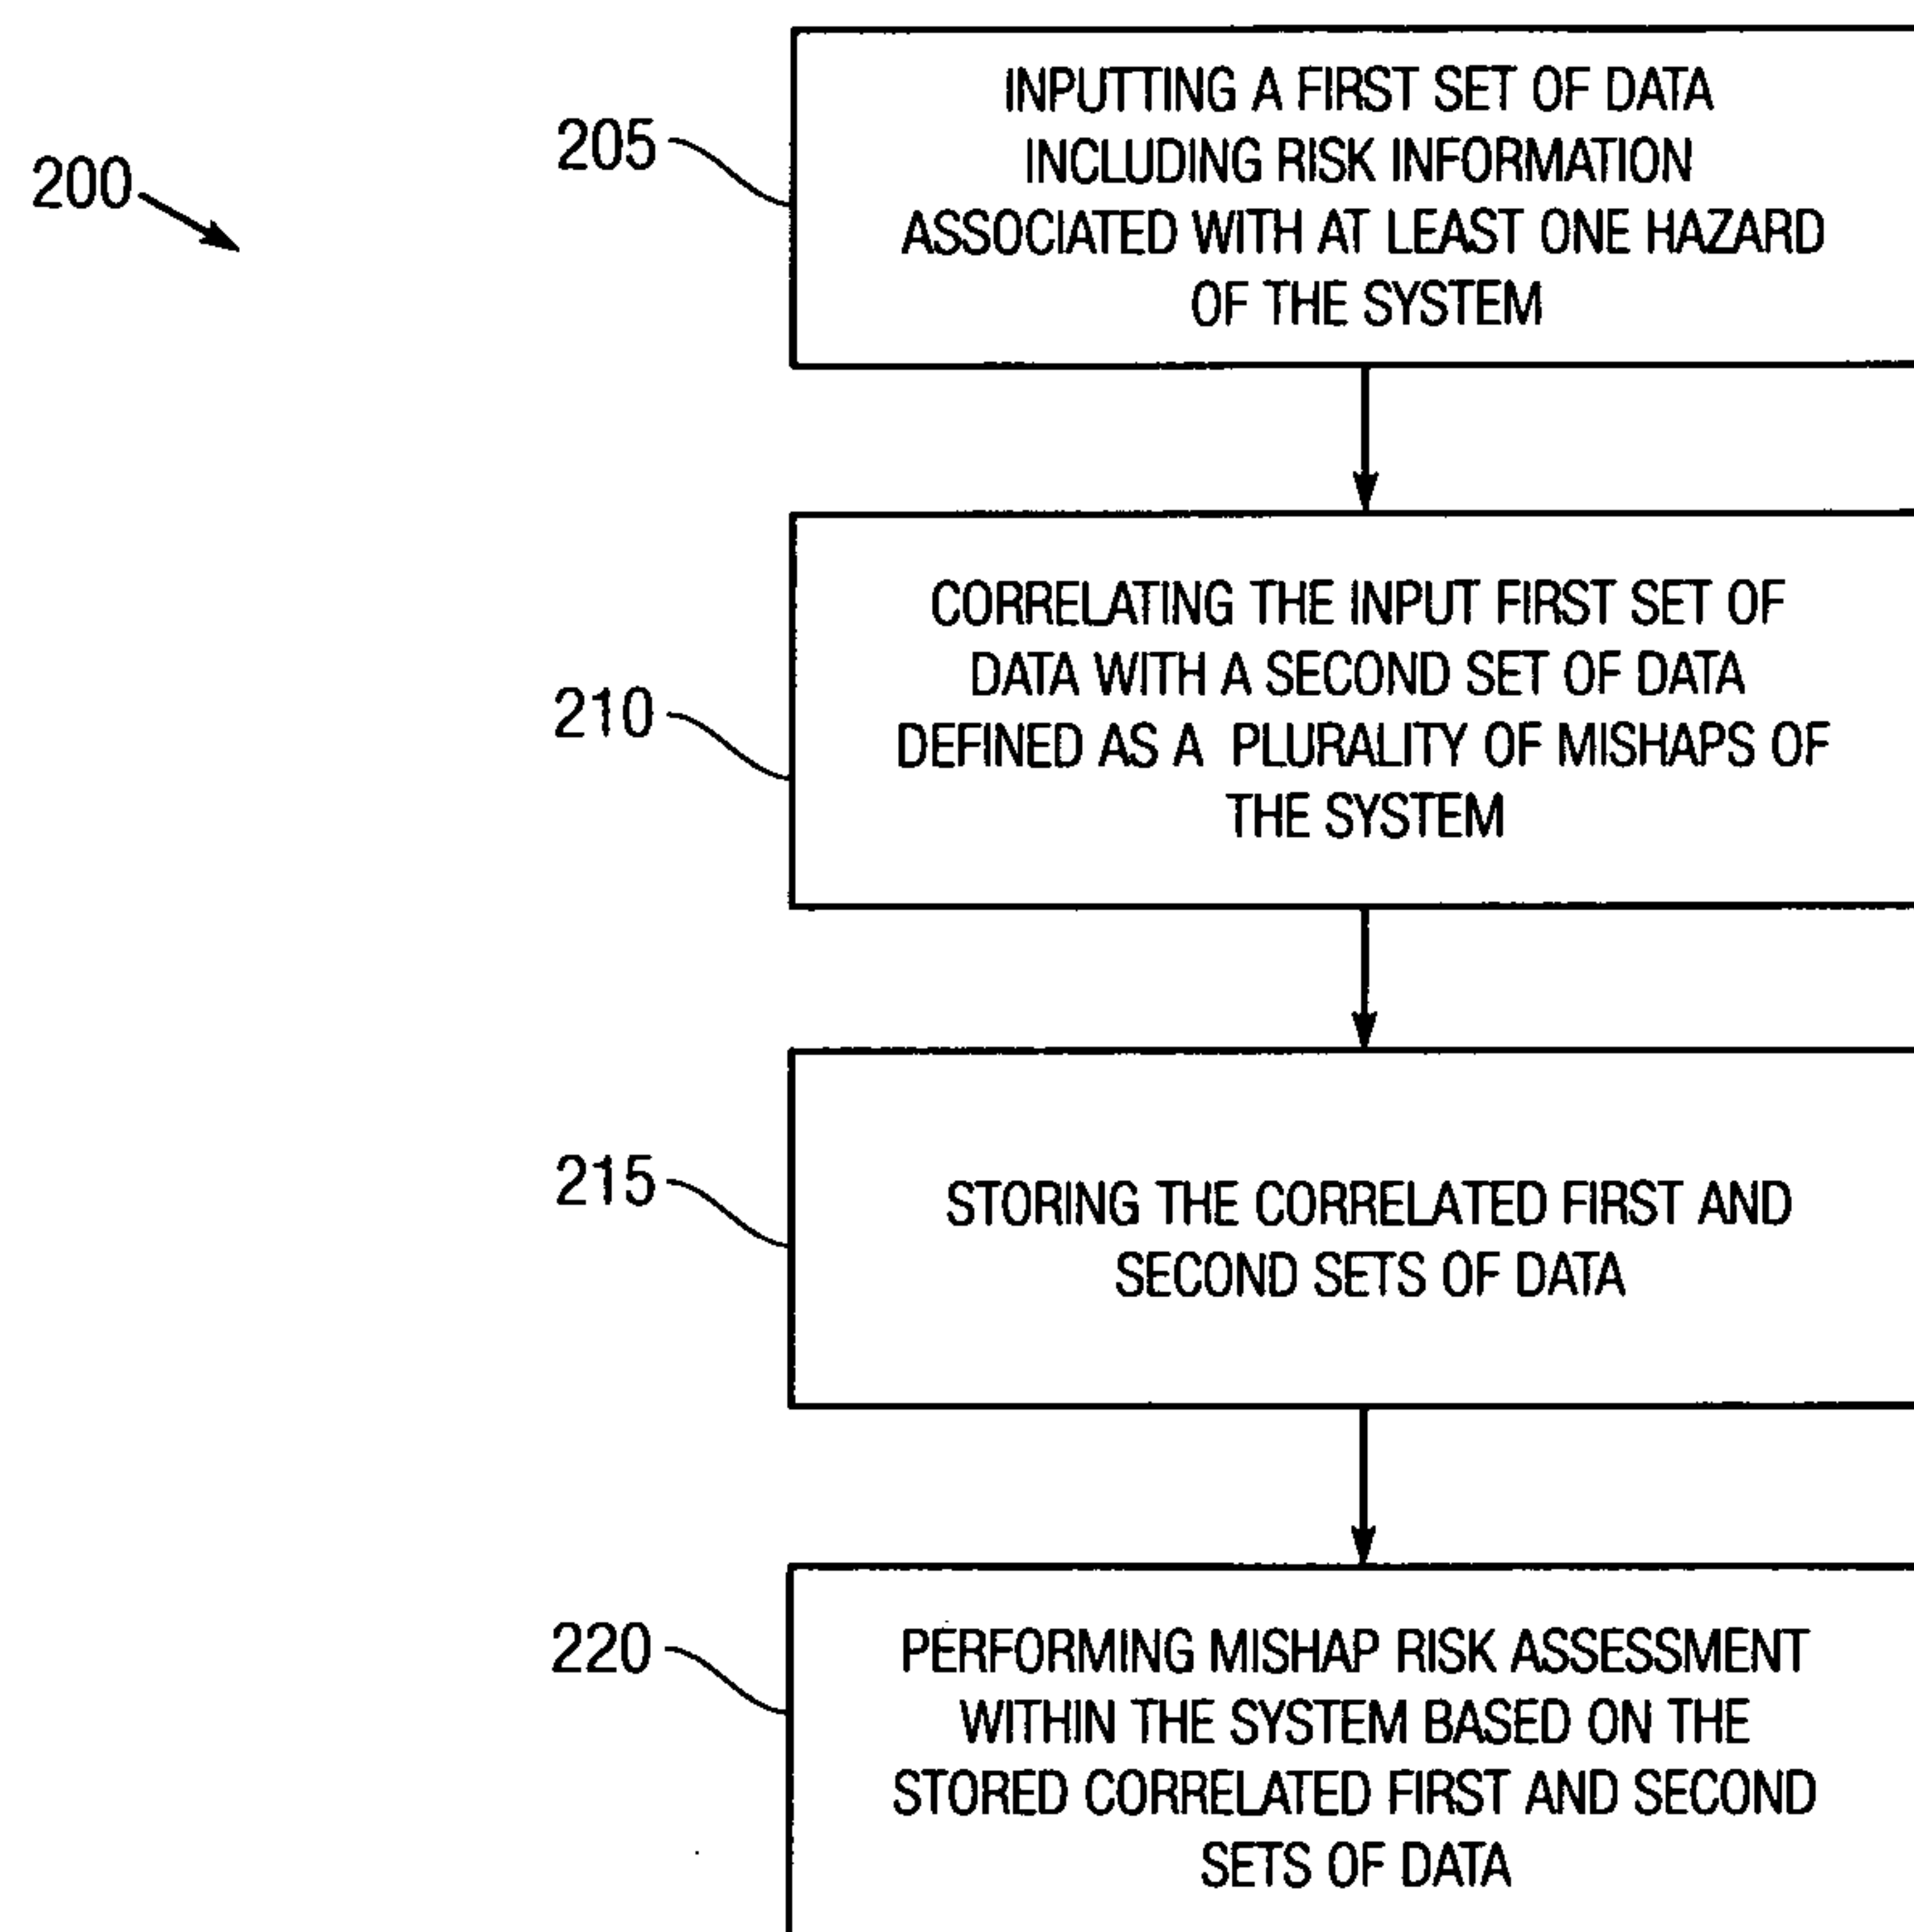 200
205
INPUTTING A FIRST SET OF DATA
INCLUDING RISK INFORMATION
ASSOCIATED WITH AT LEAST ONE HAZARD
OF THE SYSTEM
210
CORRELATING THE INPUT FIRST SET OF
DATA WITH A SECOND SET OF DATA
DEFINED AS A PLURALITY OF MISHAPS OF
THE SYSTEM
215
STORING THE CORRELATED FIRST AND
SECOND SETS OF DATA
220
PERFORMING MISHAP RISK ASSESSMENT
WITHIN THE SYSTEM BASED ON THE
STORED CORRELATED FIRST AND SECOND
SETS OF DATA